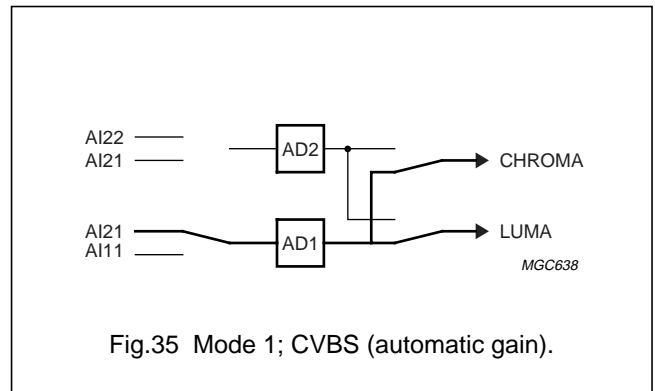 AI22
AI21
AD2
CHROMA
AI21
AI11
AD1
LUMA
MGC638
Fig.35 Mode 1; CVBS (automatic gain).